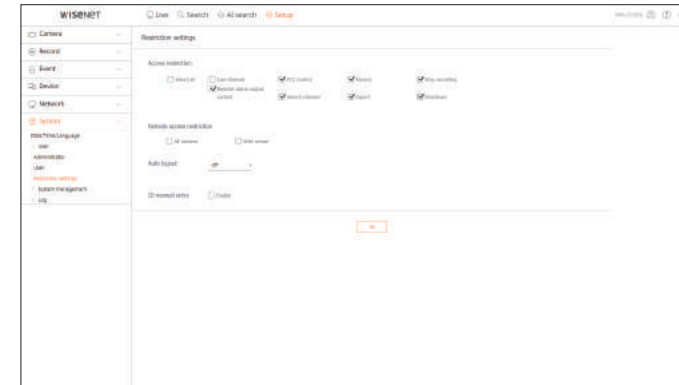 WISENET
Live Search AI search Setup
Camera
Record
Event
Device
Network
System
Date/Time/Language
User
Administrator
User
Restriction settings
System management
Log
Restriction settings
Access restriction
Select all
Live channel
PTZ control
Record
Stop recording
Remote alarm output control
Search channel
Export
Shutdown
Remote access restriction
All network
Web viewer
Auto logout
Off
ID manual entry
Enable
OK